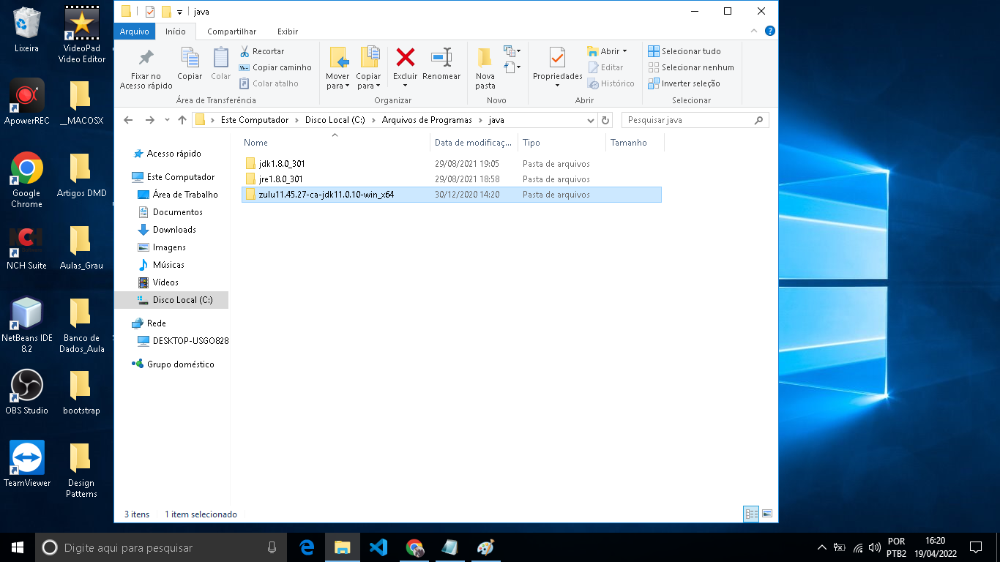 Lixeira
VideoPad
Video Editor
ApowerREC
__MACOSX
Google
Chrome
Artigos DMD
NCH Suite
Aulas_Grau
NetBeans IDE
8.2
Banco de
Dados_Aula
OBS Studio
bootstrap
TeamViewer
Design
Patterns
java
Arquivo
Início
Compartilhar
Exibir
Fixar no
Acesso rápido
Copiar
Colar
Recortar
Copiar caminho
Colar atalho
Área de Transferência
Mover
para
Copiar
para
Excluir
Renomear
Organizar
Nova
pasta
Novo
Propriedades
Abrir
Editar
Histórico
Abrir
Selecionar tudo
Selecionar nenhum
Inverter seleção
Selecionar
Este Computador
Disco Local (C:)
Arquivos de Programas
java
Pesquisar java
Acesso rápido
Este Computador
Área de Trabalho
Documentos
Downloads
Imagens
Músicas
Vídeos
Disco Local (C:)
Rede
DESKTOP-USGO828
Grupo doméstico
Nome
Data de modificaç...
Tipo
Tamanho
jdk1.8.0_301 29/08/2021 19:05 Pasta de arquivos
jre1.8.0_301 29/08/2021 18:58 Pasta de arquivos
zulu11.45.27-ca-jdk11.0.10-win_x64 30/12/2020 14:20 Pasta de arquivos
3 itens
1 item selecionado
Digite aqui para pesquisar
POR
PTB2
16:20
19/04/2022